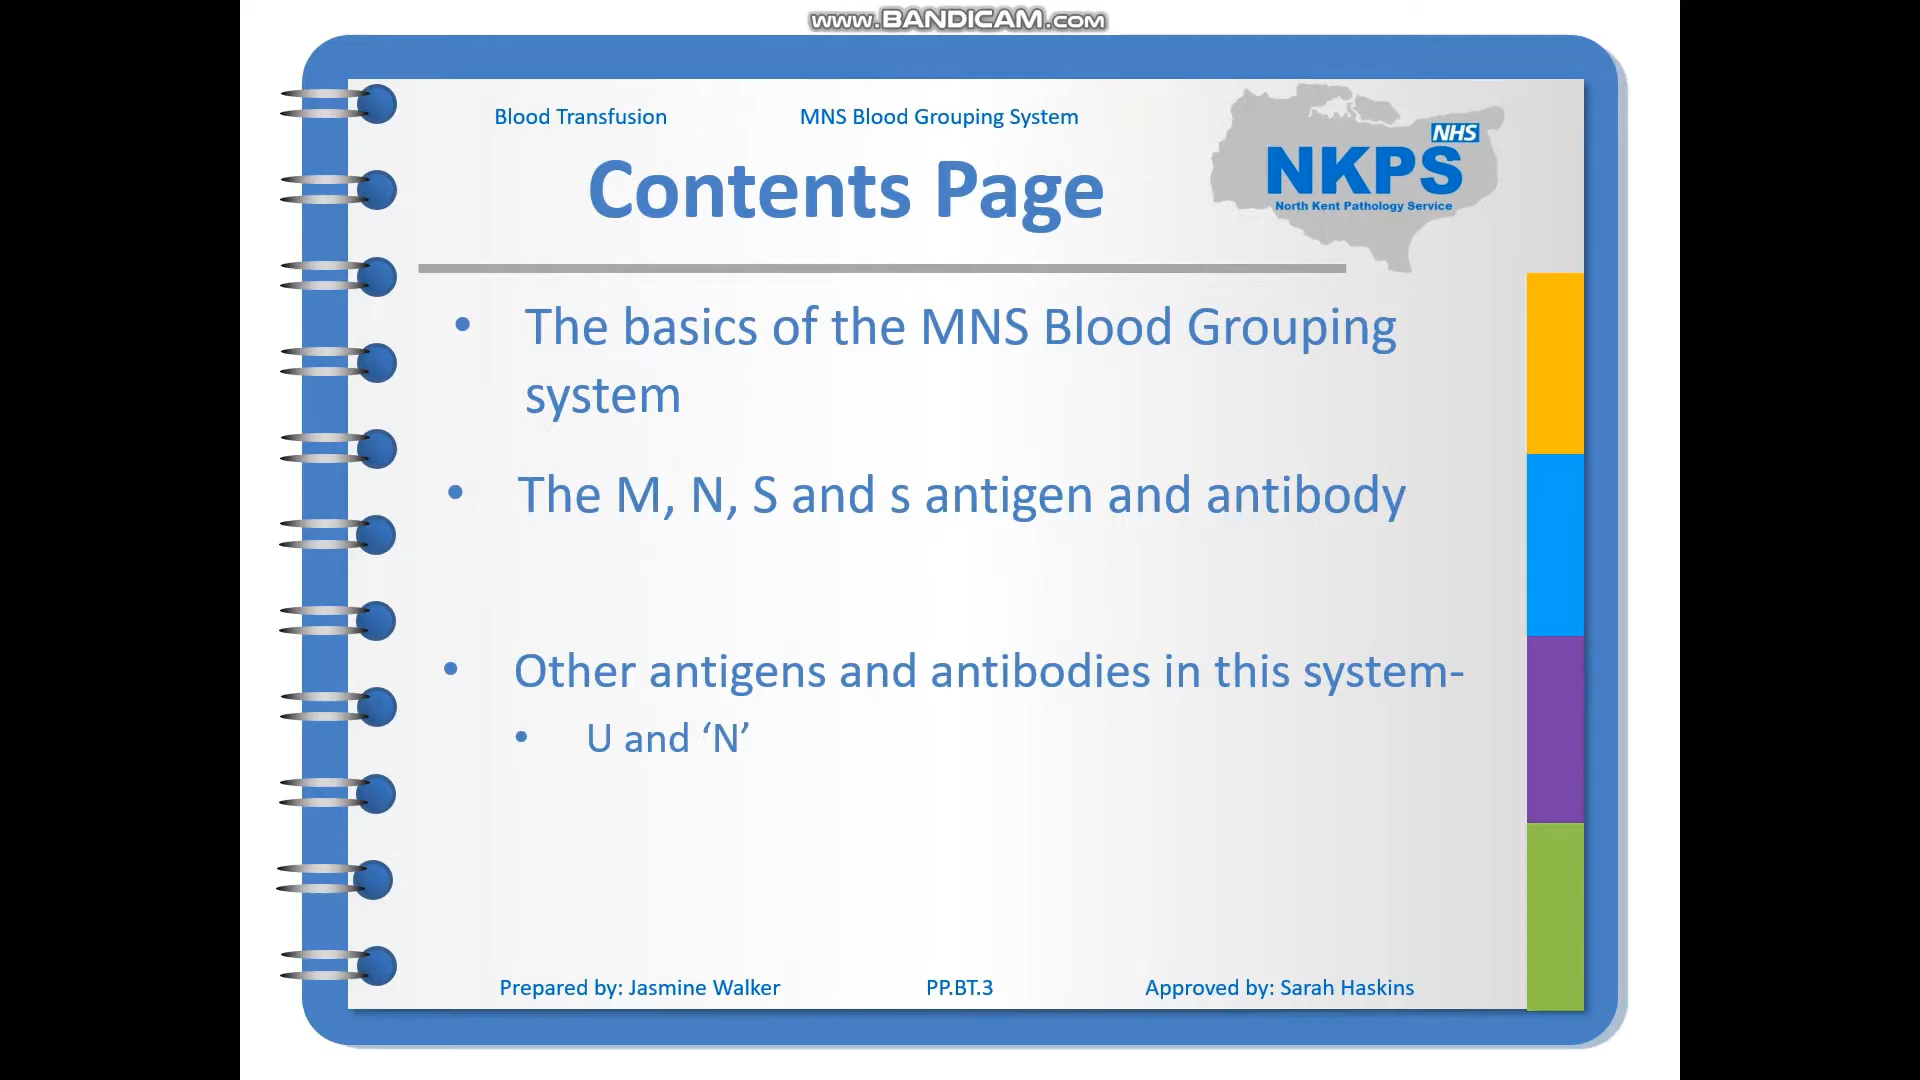 www.BANDICAM.com
Blood Transfusion
MNS Blood Grouping System
NHS
NKPS
North Kent Pathology Service
Contents Page
• The basics of the MNS Blood Grouping
system
• The M, N, S and s antigen and antibody
• Other antigens and antibodies in this system-
• U and ‘N’
Prepared by: Jasmine Walker
PP.BT.3
Approved by: Sarah Haskins